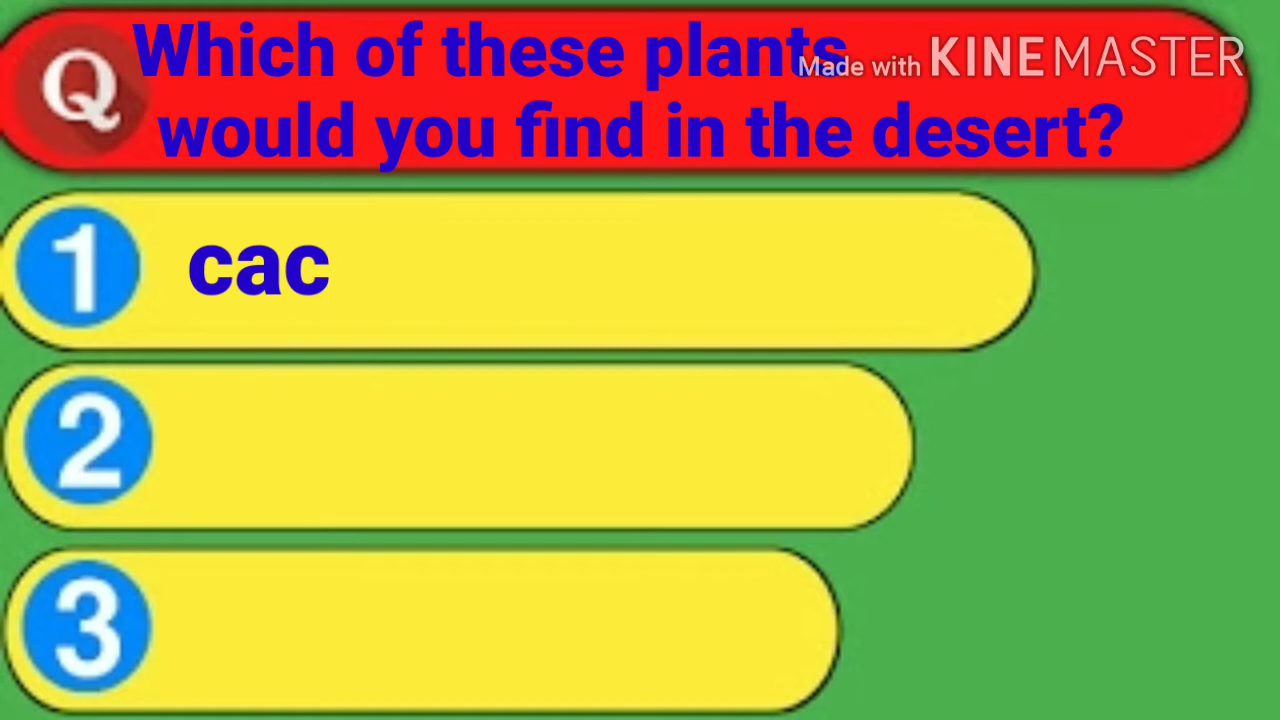 Q
Which of these plants
Made with KINEMASTER
would you find in the desert?
1 cac
2
3